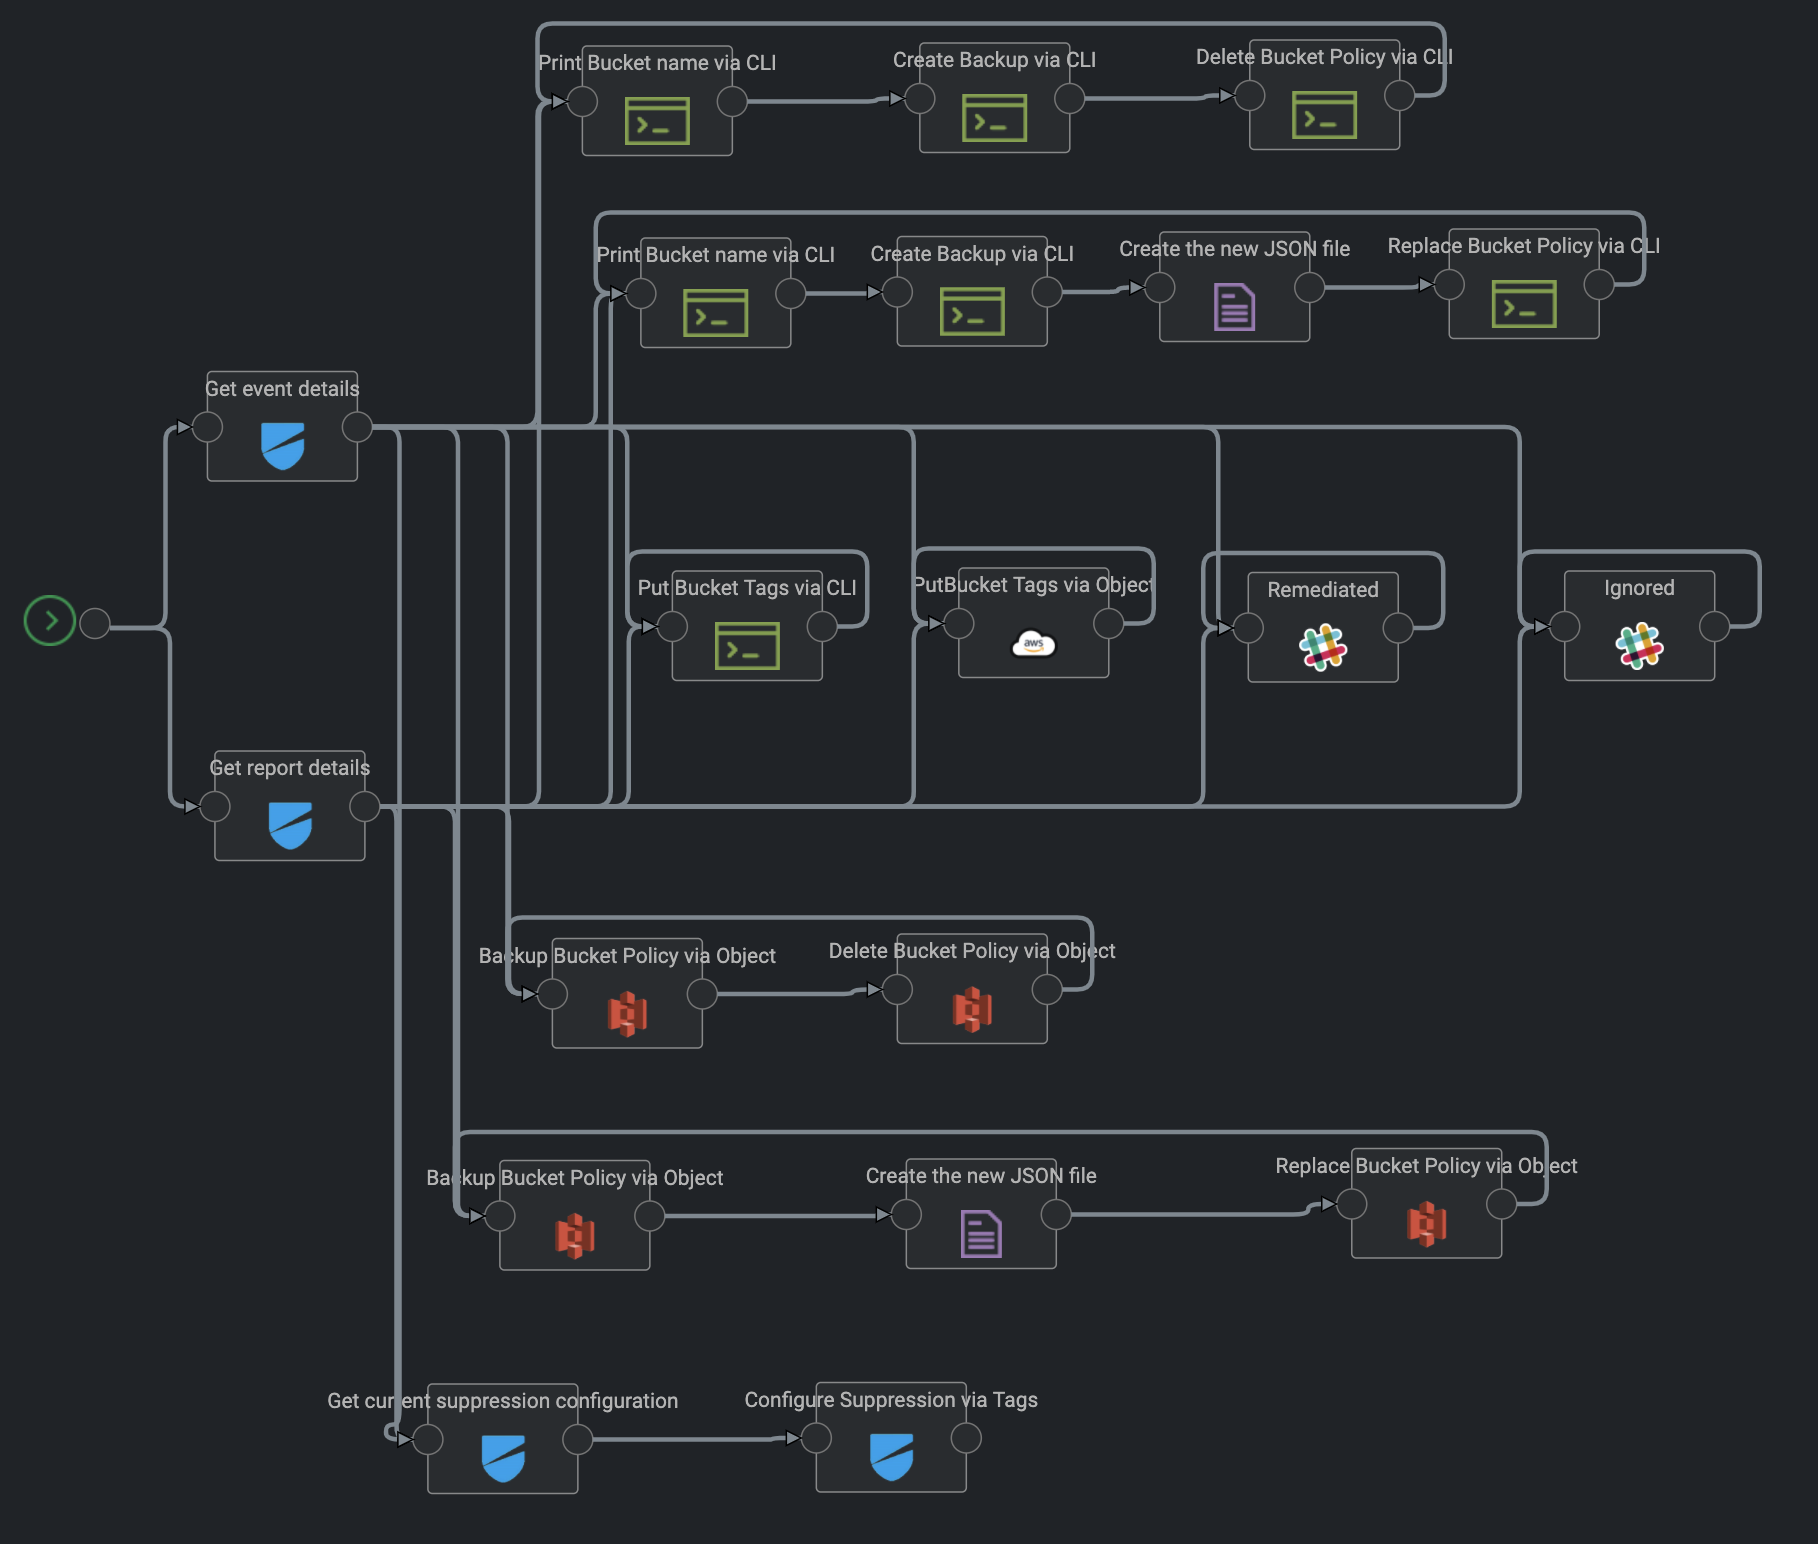 Print Bucket name via CLI
Create Backup via CLI
Delete Bucket Policy via CLI
Print Bucket name via CLI
Create Backup via CLI
Create the new JSON file
Replace Bucket Policy via CLI
Get event details
Put Bucket Tags via CLI
PutBucket Tags via Object
aws
Remediated
Ignored
Get report details
Backup Bucket Policy via Object
Delete Bucket Policy via Object
Backup Bucket Policy via Object
Create the new JSON file
Replace Bucket Policy via Object
Get current suppression configuration
Configure Suppression via Tags